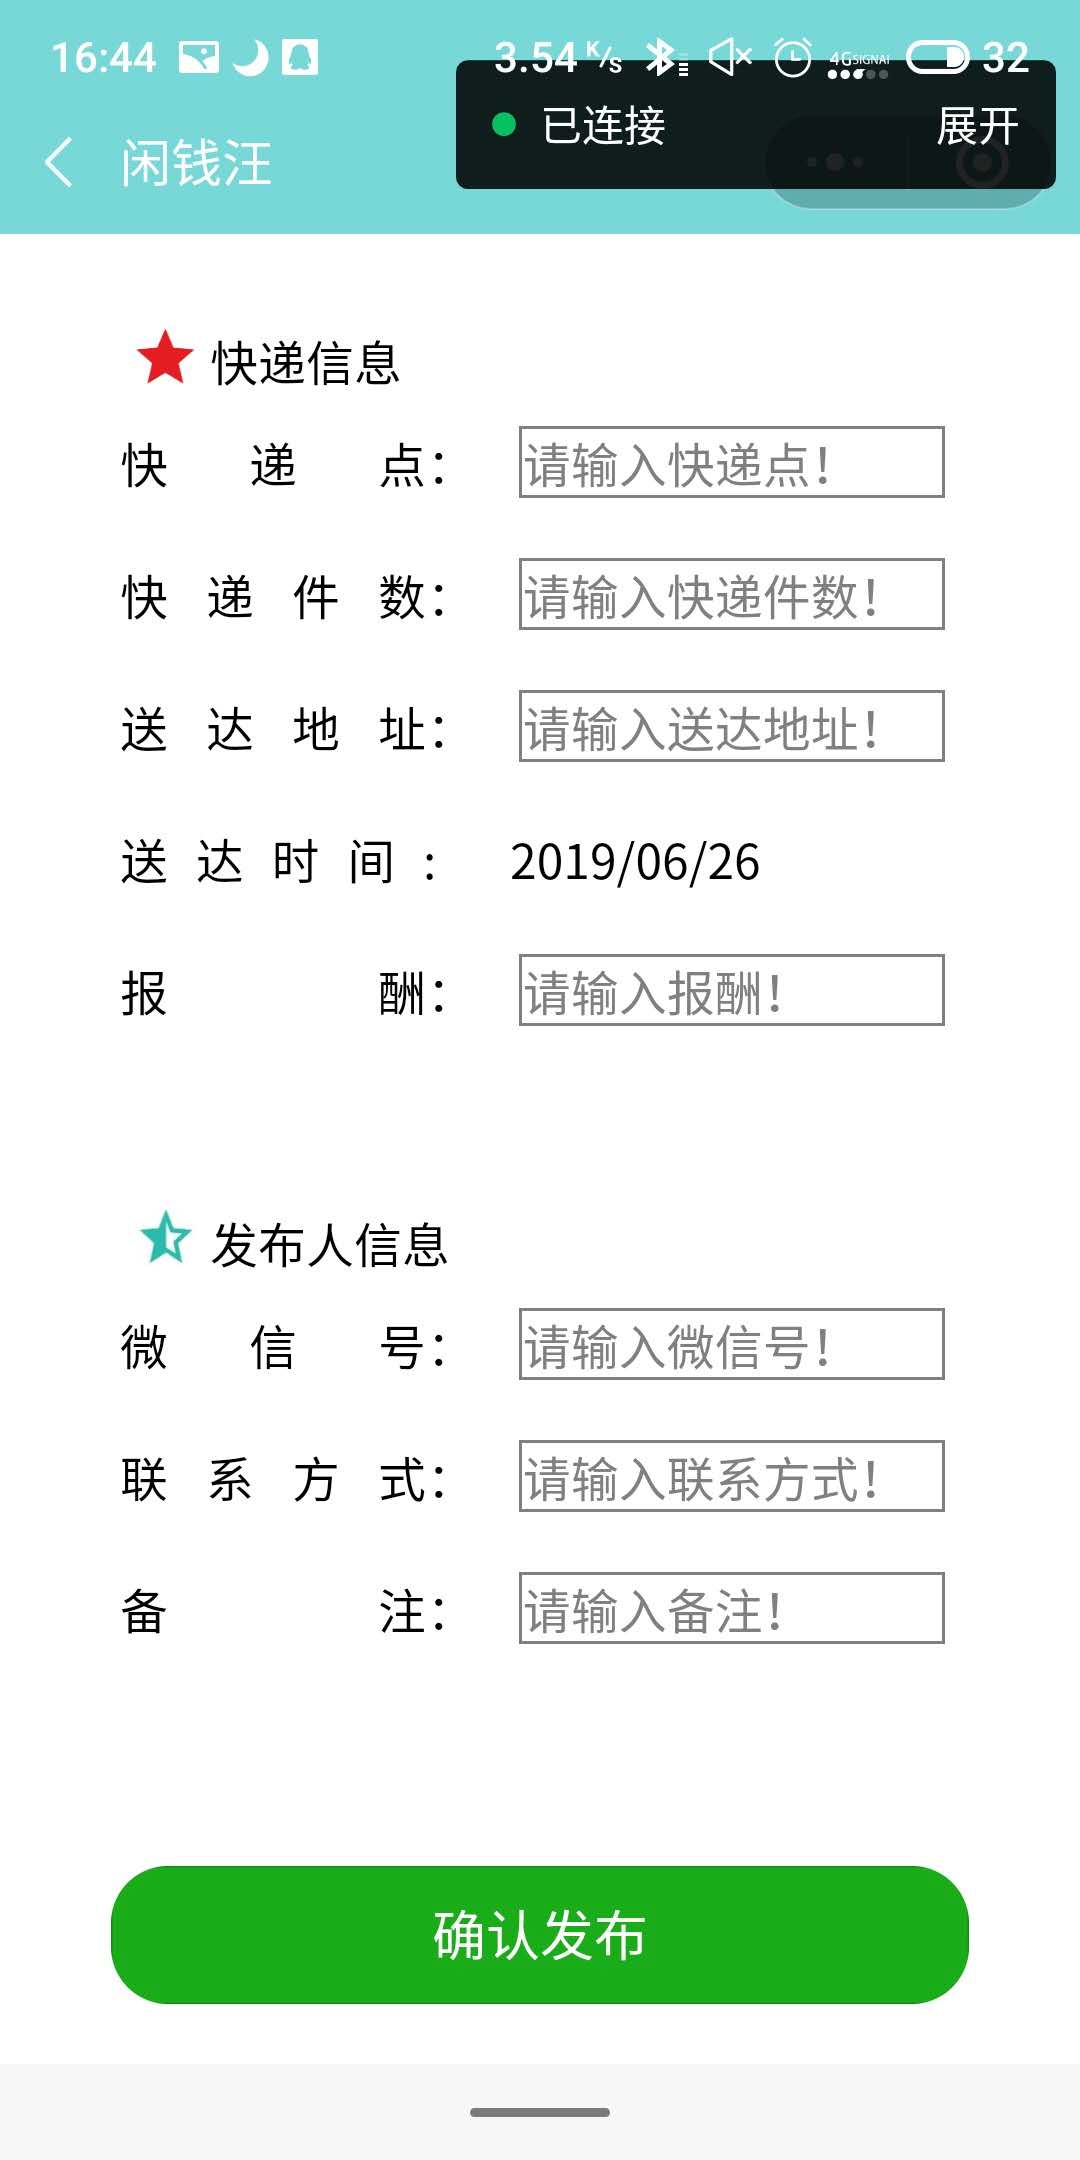 16:44 3.54 K/s 4G 32
已连接 展开
闲钱汪
快递信息
快递点： 请输入快递点！
快递件数： 请输入快递件数！
送达地址： 请输入送达地址！
送达时间： 2019/06/26
报酬： 请输入报酬！
发布人信息
微信号： 请输入微信号！
联系方式： 请输入联系方式！
备注： 请输入备注！
确认发布